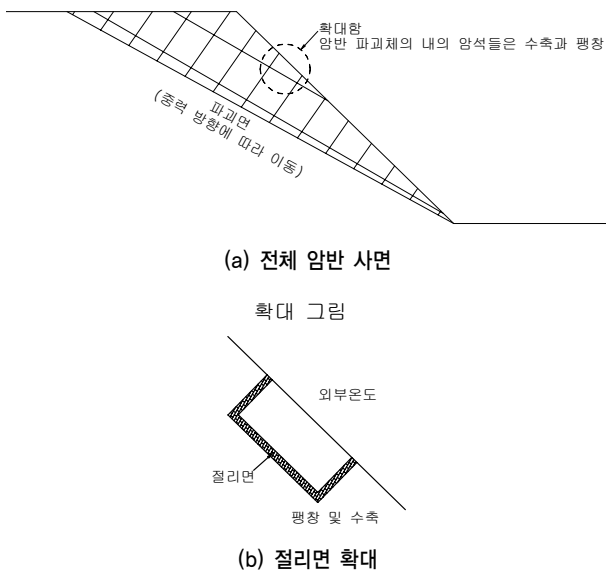 확대함
암반 파괴체의 내의 암석들은 수축과 팽창
파괴면
(중력 방향에 따라 이동)
(a) 전체 암반 사면
확대 그림
외부온도
절리면
팽창 및 수축
(b) 절리면 확대